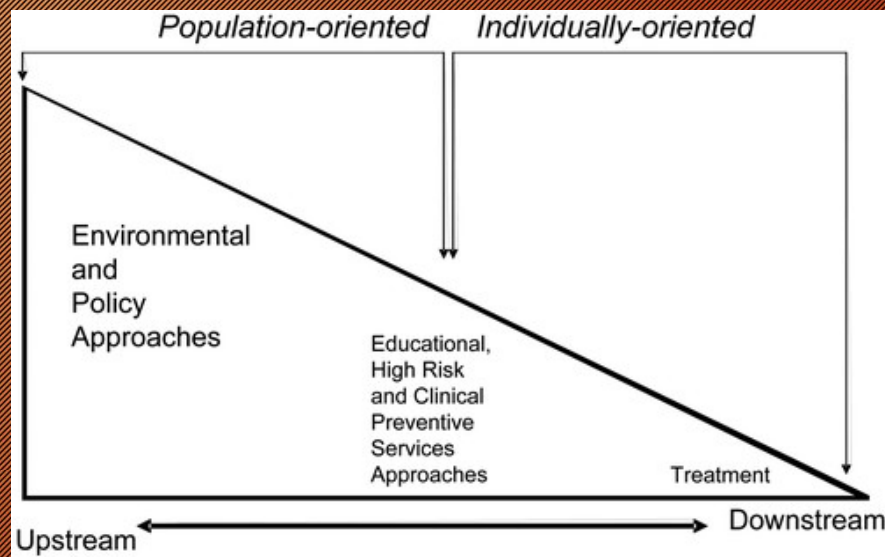 Population-oriented Individually-oriented
Environmental
and
Policy
Approaches
Educational,
High Risk
and Clinical
Preventive
Services
Approaches
Treatment
Upstream
Downstream